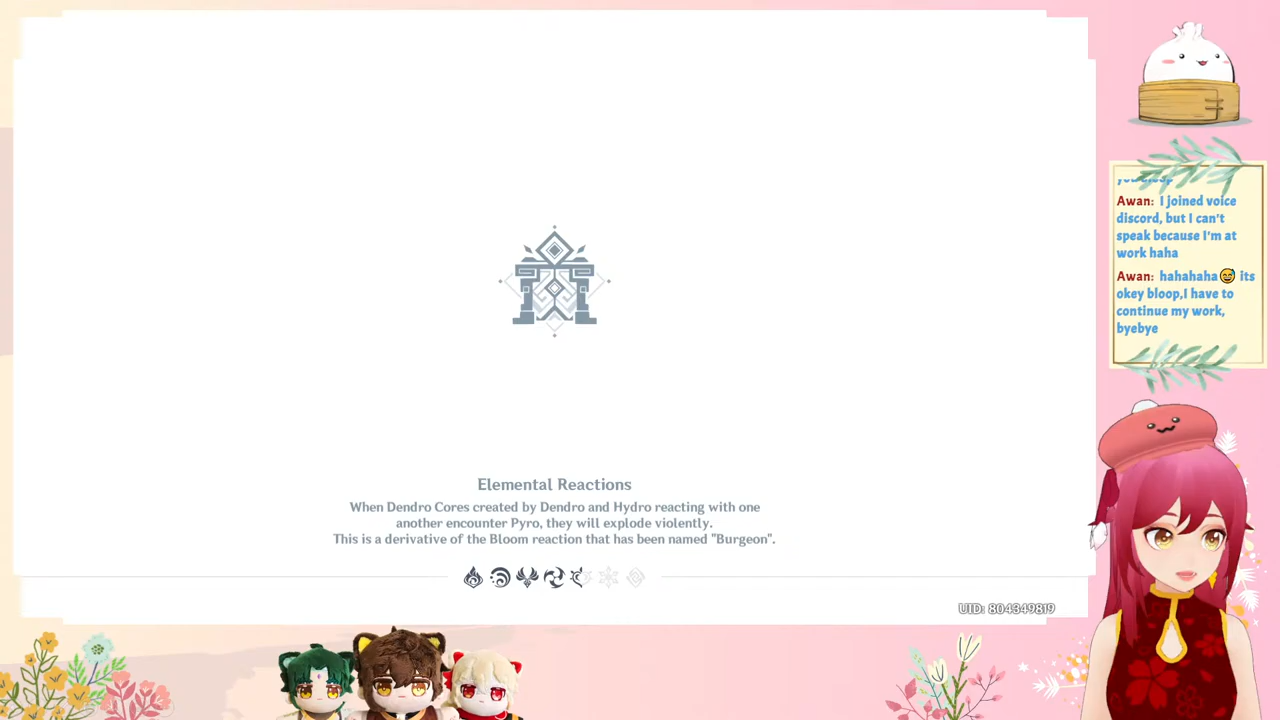 Awan: I joined voice
discord, but I can't
speak because I'm at
work haha
Awan: hahahaha😅 its
okey bloop,I have to
continue my work,
byebye
Elemental Reactions
When Dendro Cores created by Dendro and Hydro reacting with one
another encounter Pyro, they will explode violently.
This is a derivative of the Bloom reaction that has been named "Burgeon".
UID: 804349819